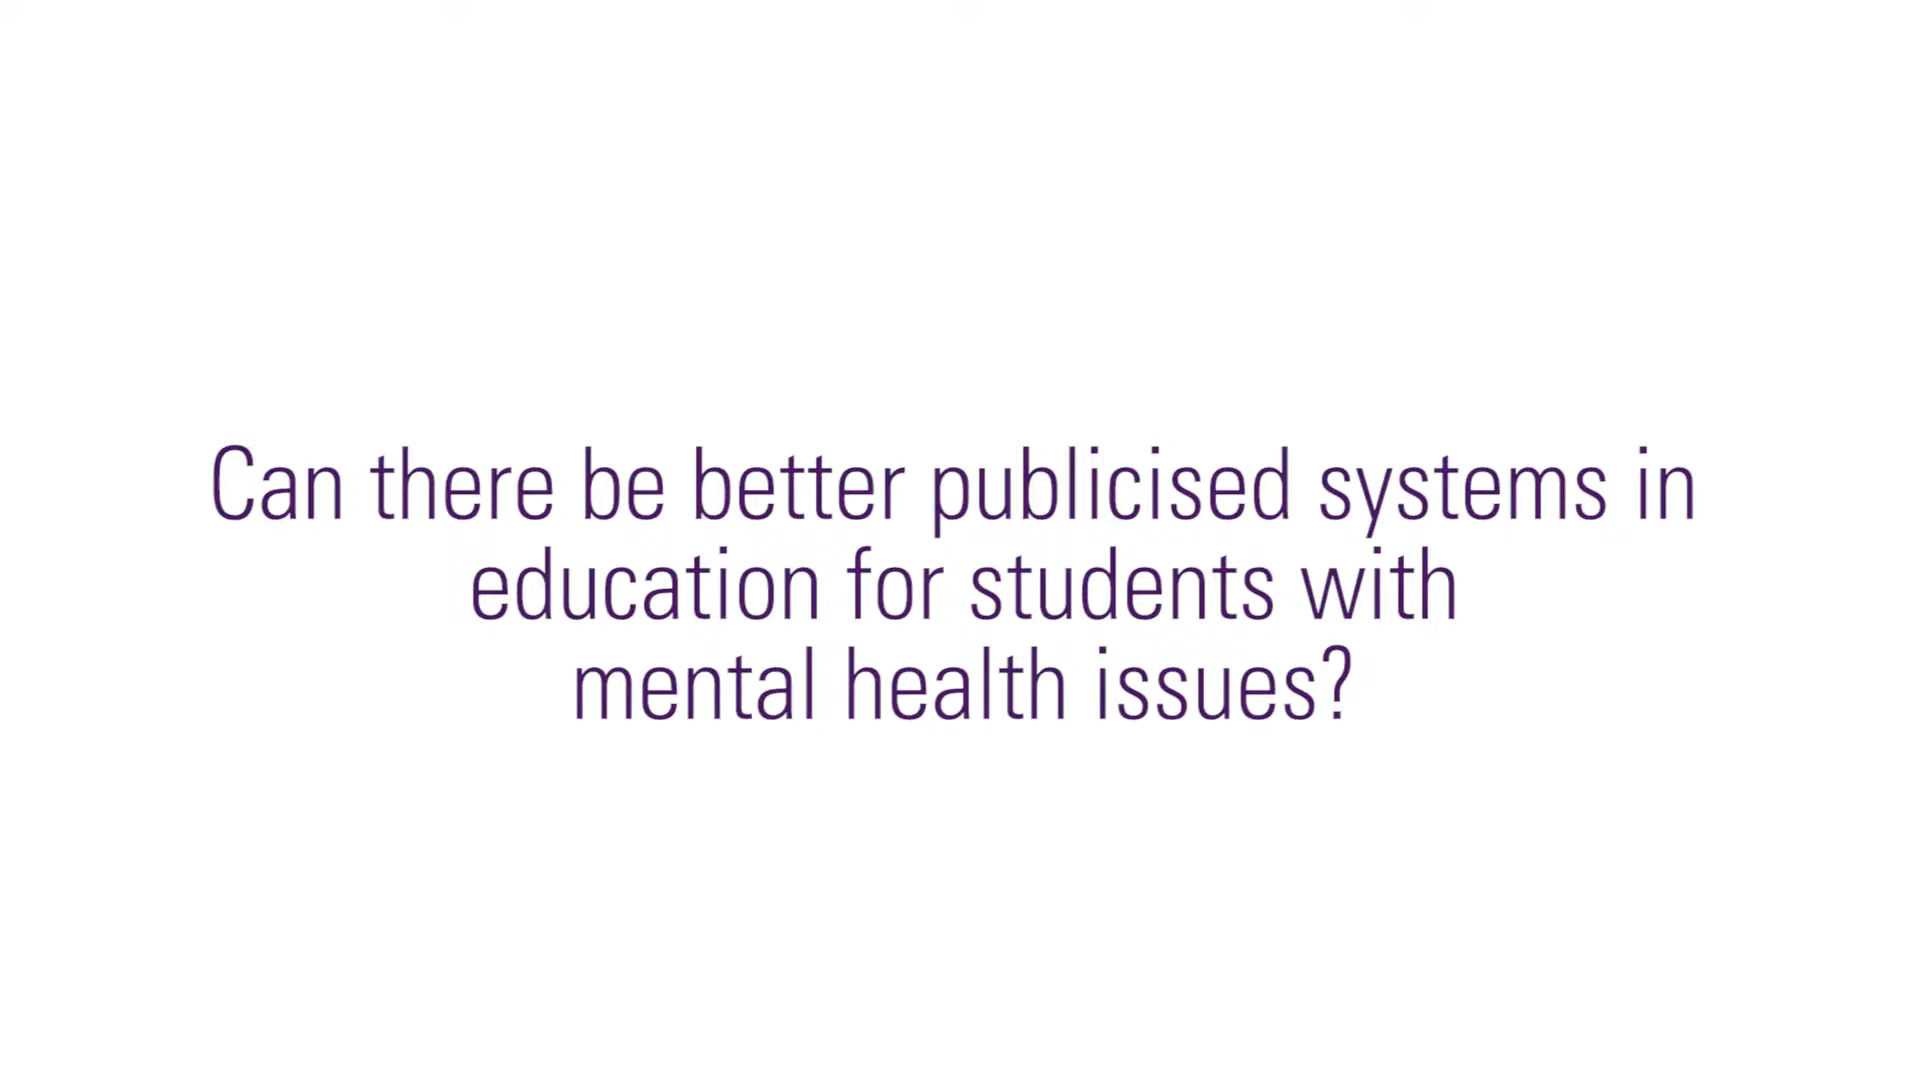 Can there be better publicised systems in
education for students with
mental health issues?